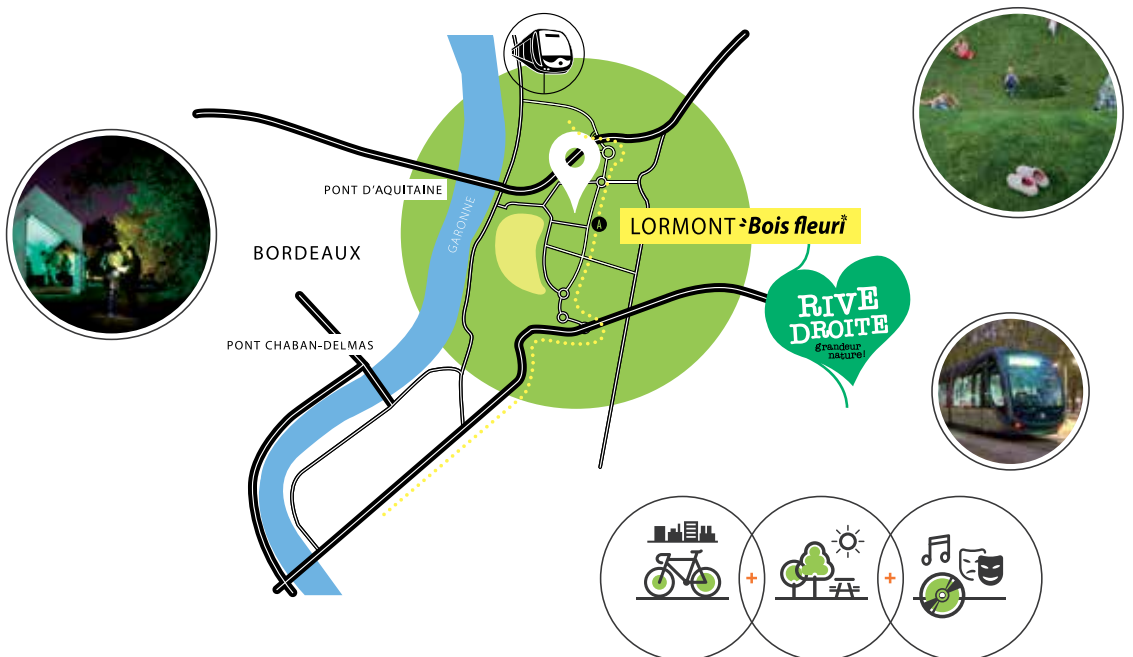 PONT D'AQUITAINE
GARONNE
BORDEAUX
A
LORMONT Bois fleuri*
RIVE
DROITE
grandeur
nature!
PONT CHABAN-DELMAS
+
+